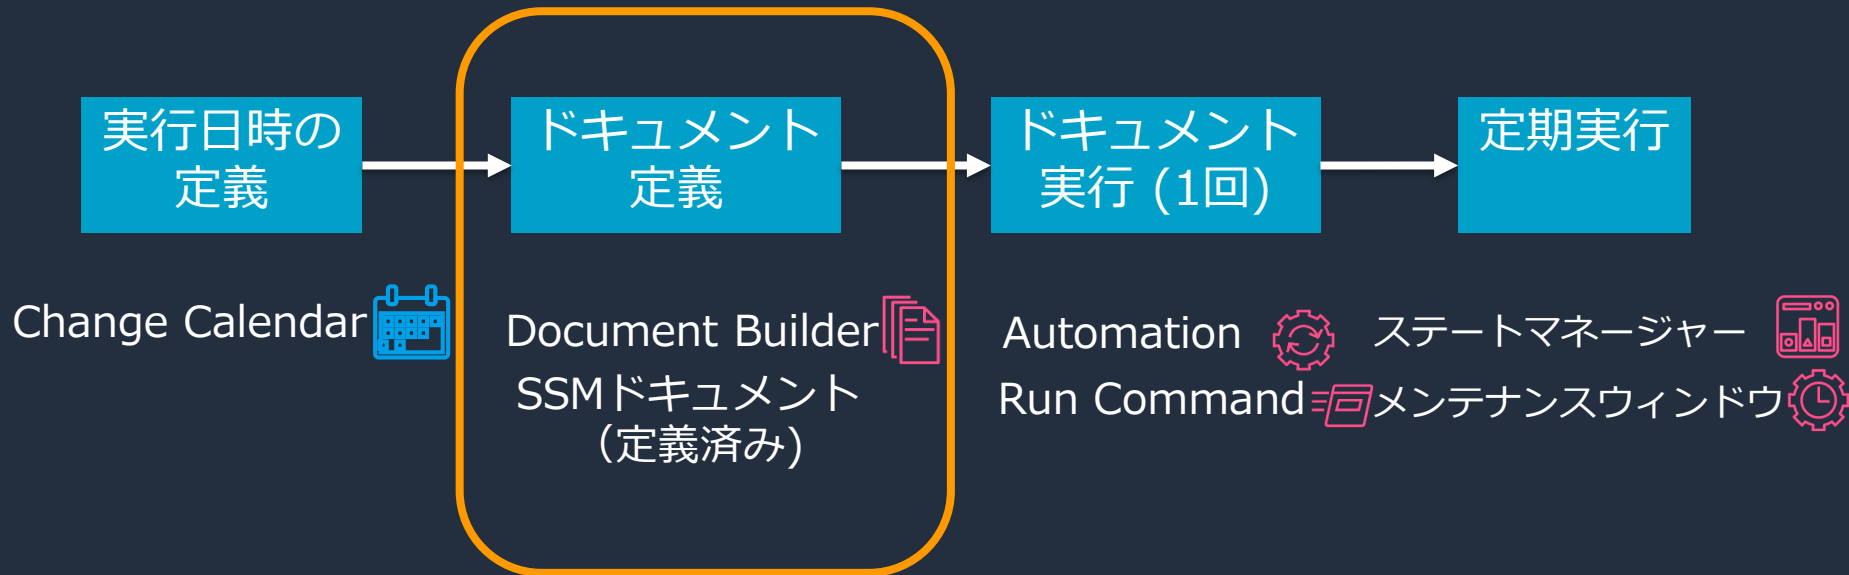 実行日時の
定義
ドキュメント
定義
ドキュメント
実行 (1回)
定期実行
Change Calendar
Document Builder
SSMドキュメント
（定義済み)
Automation
Run Command
ステートマネージャー
メンテナンスウィンドウ